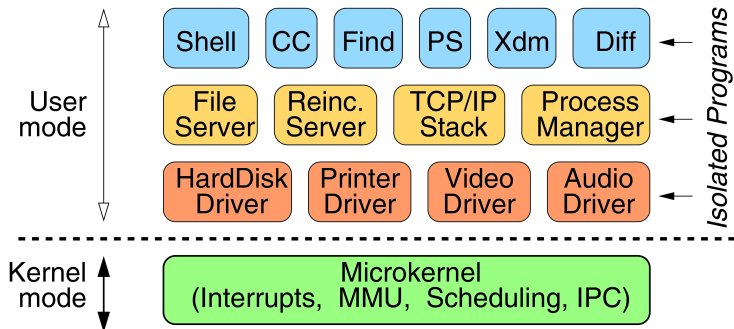 Shell CC Find PS Xdm Diff
File Server Reinc. Server TCP/IP Stack Process Manager
User mode
HardDisk Driver Printer Driver Video Driver Audio Driver
Isolated Programs
Kernel mode
Microkernel
(Interrupts, MMU, Scheduling, IPC)